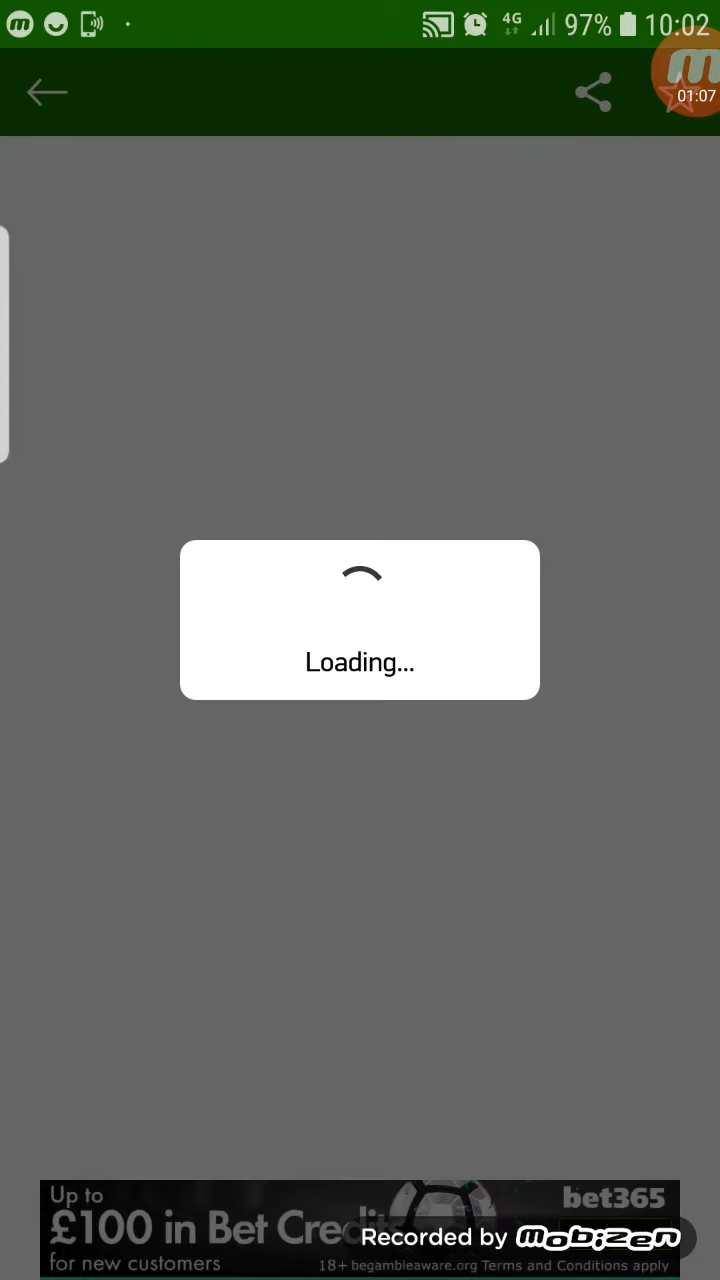 4G 97% 10:02
01:07
Loading...
Up to
£100 in Bet Credits
for new customers
bet365
Recorded by mobizen
18+ begambleaware.org Terms and Conditions apply